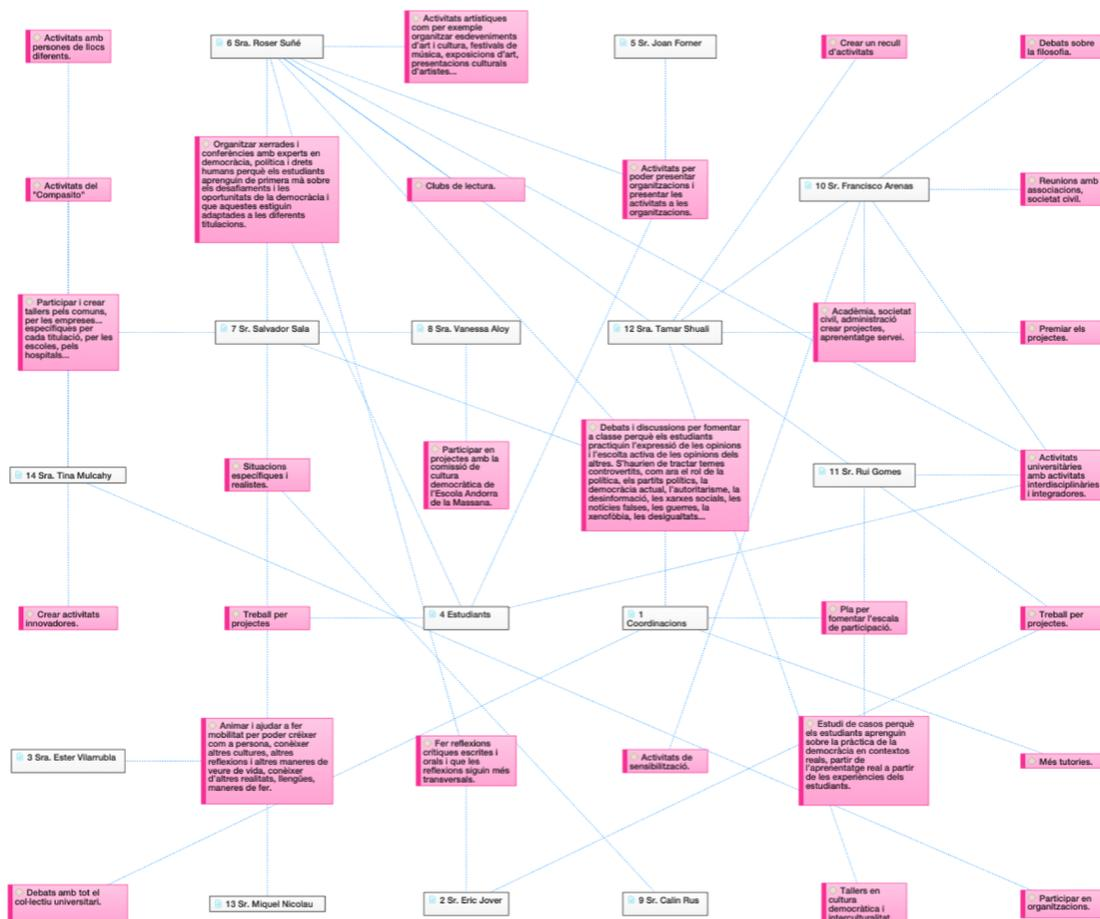 Activitats amb
persones de llocs
diferents.
6 Sra. Roser Suñé
Activitats artístiques
com per exemple
organitzar esdeveniments
d'art i cultura, festivals de
música, exposicions d'art,
presentacions culturals
d'artistes...
5 Sr. Joan Forner
Crear un recull
d'activitats
Debats sobre
la filosofia.
Organitzar xerrades i
conferències amb experts en
democràcia, política i drets
humans perquè els estudiants
aprenguin de primera mà sobre
els desafiaments i les
oportunitats de la democràcia i
que aquestes estiguin
adaptades a les diferents
titulacions.
Activitats del
"Compasito"
Clubs de lectura.
Activitats per
poder presentar
organitzacions i
presentar les
activitats a les
organitzacions.
10 Sr. Francisco Arenas
Reunions amb
associacions,
societat civil.
Participar i crear
tallers pels comuns,
per les empreses...
específiques per
cada titulació, per les
escoles, pels
hospitals...
7 Sr. Salvador Sala
8 Sra. Vanessa Aloy
12 Sra. Tamar Shuali
Acadèmia, societat
civil, administració
crear projectes,
aprenentatge servei.
Premiar els
projectes.
14 Sra. Tina Mulcahy
Situacions
específiques i
realistes.
Participar en
projectes amb la
comissió de
cultura
democràtica de
l'Escola Andorra
de la Massana.
Debats i discussions per fomentar
a classe perquè els estudiants
practiquin l'expressió de les opinions
i l'escolta activa de les opinions dels
altres. S'haurien de tractar temes
controvertits, com ara el rol de la
política, els partits polítics, la
democràcia actual, l'autoritarisme, la
desinformació, les xarxes socials, les
notícies falses, les guerres, la
xenofòbia, les desigualtats...
11 Sr. Rui Gomes
Activitats
universitàries
amb activitats
interdisciplinàries
i integradores.
Crear activitats
innovadores.
Treball per
projectes
4 Estudiants
1
Coordinacions
Pla per
fomentar l'escala
de participació.
Treball per
projectes.
3 Sra. Ester Vilarrubla
Animar i ajudar a fer
mobilitat per poder créixer
com a persona, conèixer
altres cultures, altres
reflexions i altres maneres de
veure de vida, conèixer
d'altres realitats, llengües,
maneres de fer.
Fer reflexions
crítiques escrites i
orals i que les
reflexions siguin més
transversals.
Activitats de
sensibilització.
Estudi de casos perquè
els estudiants aprenguin
sobre la pràctica de la
democràcia en contextos
reals, partir de
l'aprenentatge real a partir
de les experiències dels
estudiants.
Més tutories.
Debats amb tot el
col·lectiu universitari.
13 Sr. Miquel Nicolau
2 Sr. Eric Jover
9 Sr. Calin Rus
Tallers en
cultura
democràtica i
interculturalitat
Participar en
organitzacions.